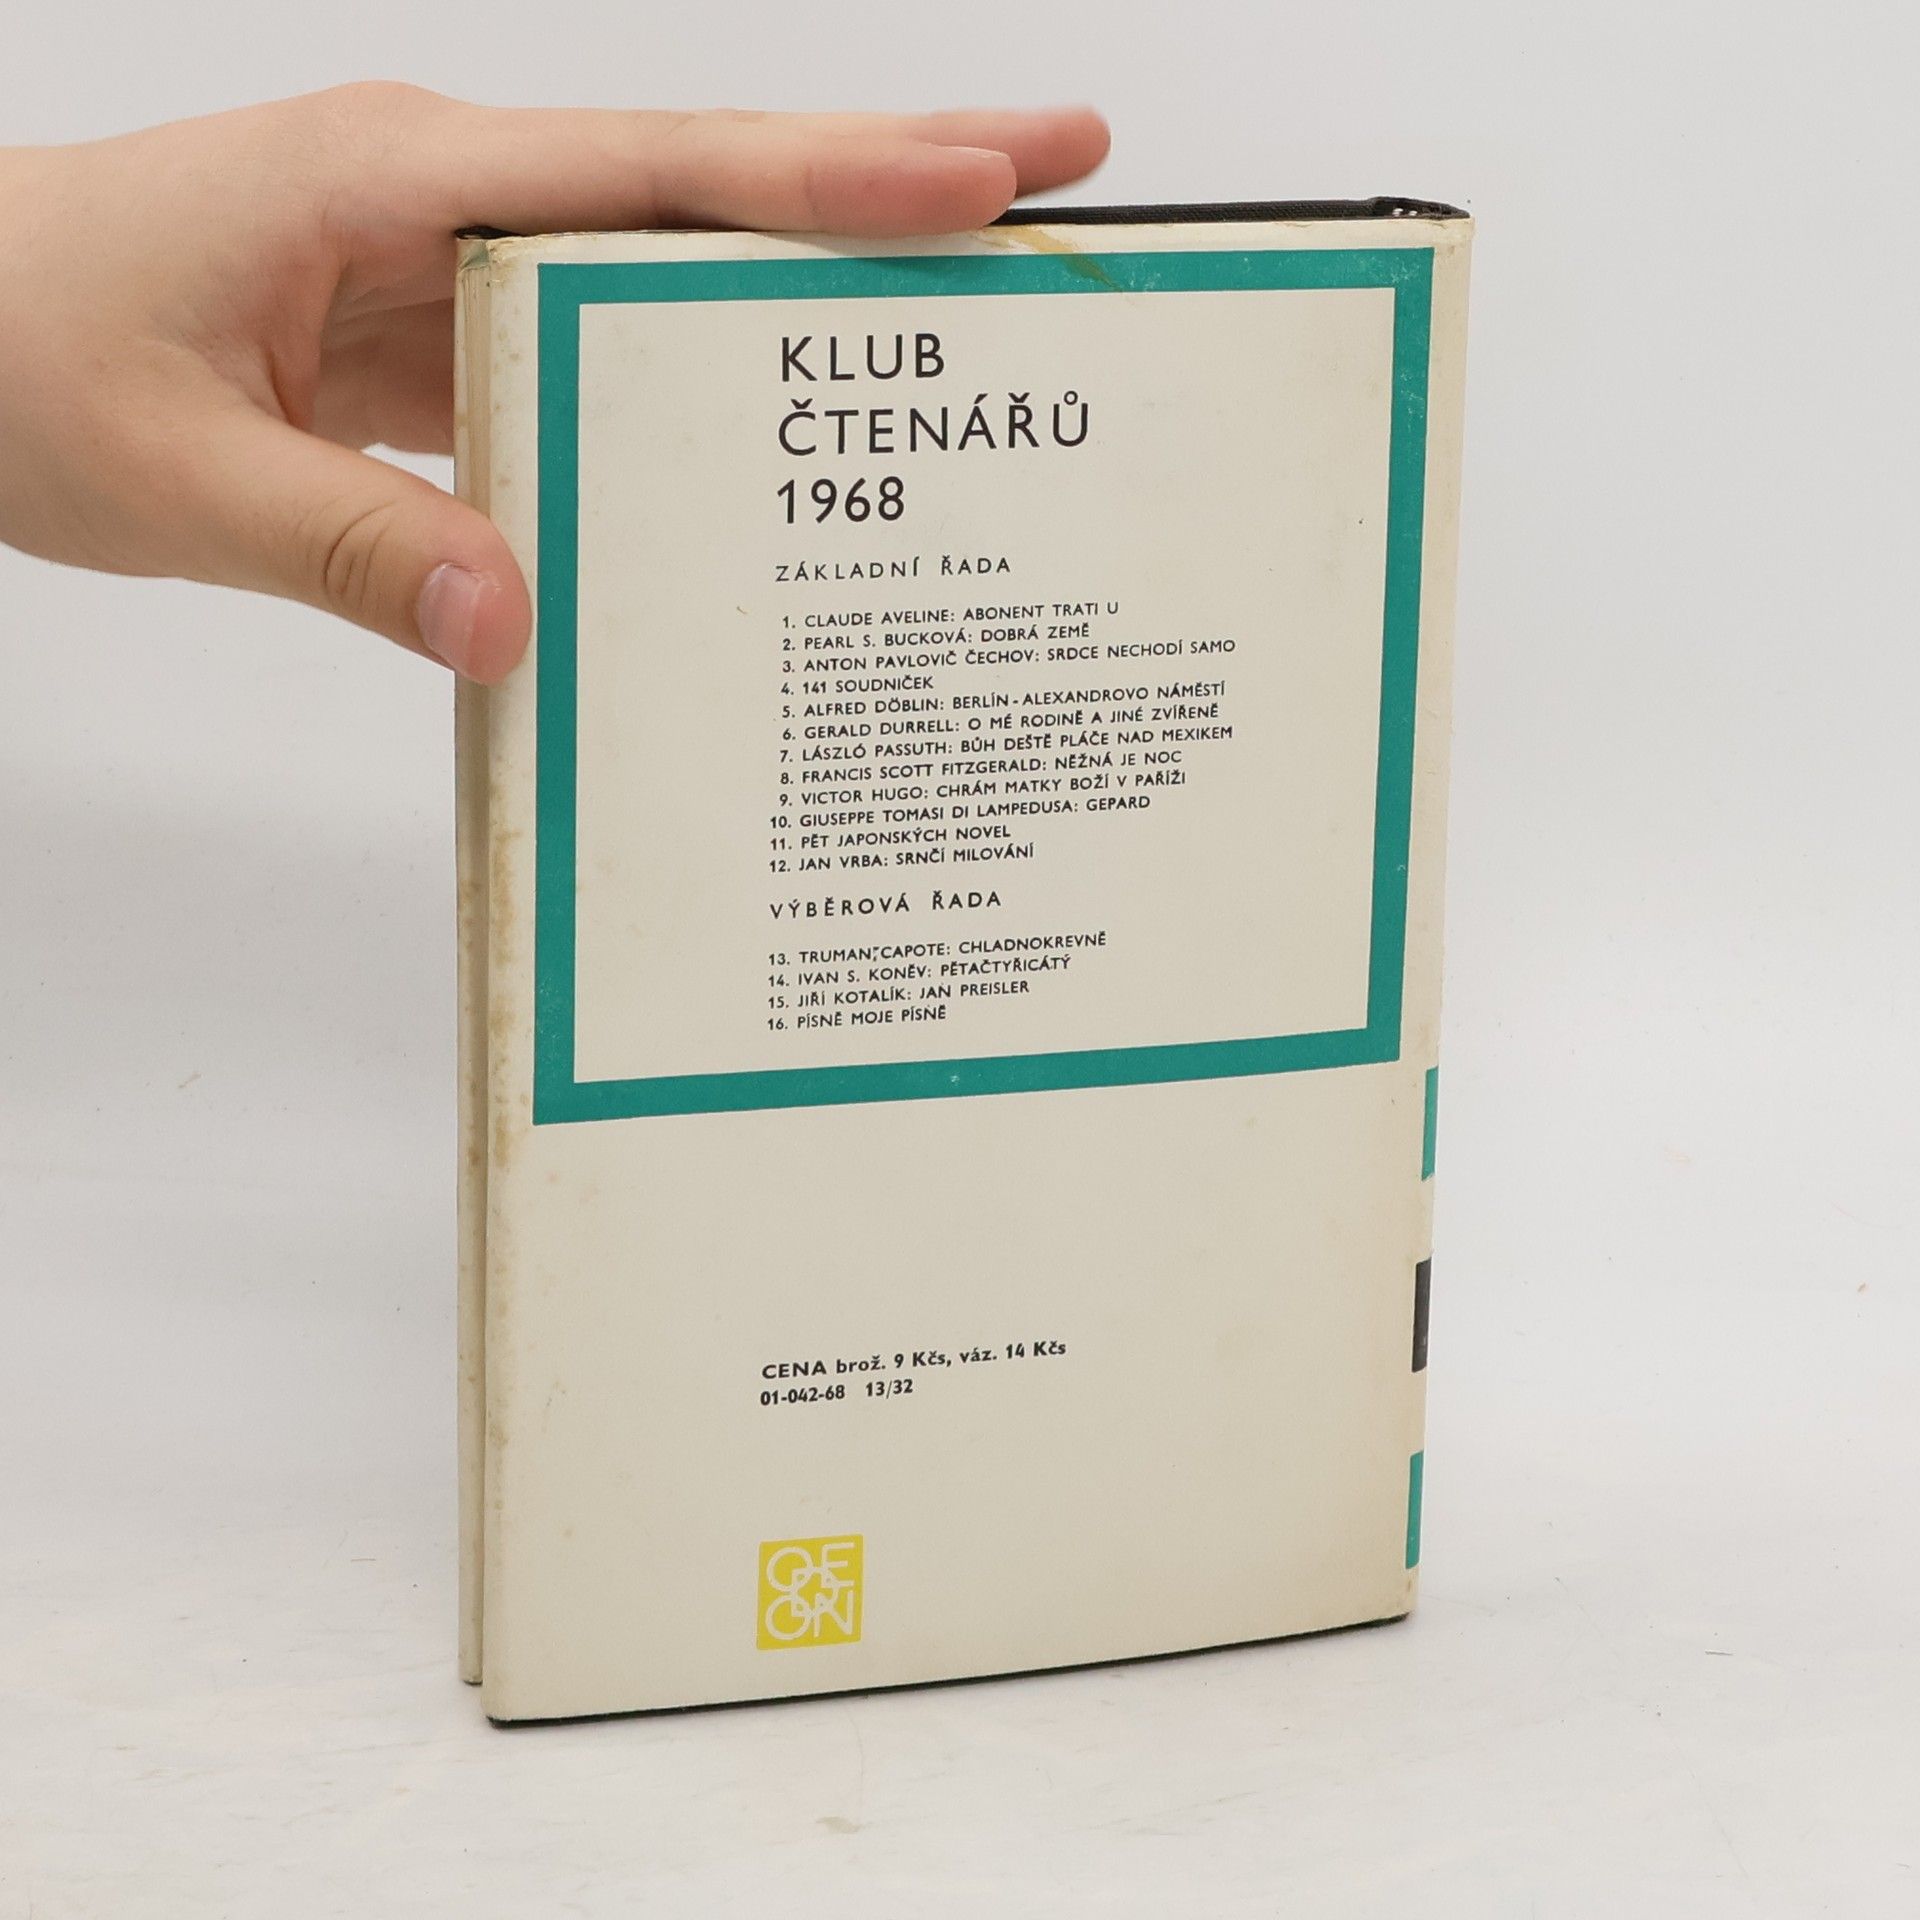 KLUB
ČTENÁŘŮ
1968
ZÁKLADNÍ ŘADA
1. CLAUDE AVELINE: ABONENT TRATI U
2. PEARL S. BUCKOVÁ: DOBRÁ ZEMĚ
3. ANTON PAVLOVIČ ČECHOV: SRDCE NECHODÍ SAMO
4. 141 SOUDNIČEK
5. ALFRED DÖBLIN: BERLÍN-ALEXANDROVO NÁMĚSTÍ
6. GERALD DURRELL: O MÉ RODINĚ A JINÉ ZVÍŘENĚ
7. LÁSZLÓ PASSUTH: BŮH DEŠTĚ PLÁČE NAD MEXIKEM
8. FRANCIS SCOTT FITZGERALD: NĚŽNÁ JE NOC
9. VICTOR HUGO: CHRÁM MATKY BOŽÍ V PAŘÍŽI
10. GIUSEPPE TOMASI DI LAMPEDUSA: GEPARD
11. PĚT JAPONSKÝCH NOVEL
12. JAN VRBA: SRNČÍ MILOVÁNÍ
VÝBĚROVÁ ŘADA
13. TRUMAN CAPOTE: CHLADNOKREVNĚ
14. IVAN S. KONĚV: PĚTAČTYŘICÁTÝ
15. JIŘÍ KOTALÍK: JAN PREISLER
16. PÍSNĚ MOJE PÍSNĚ
CENA brož. 9 Kčs, váz. 14 Kčs
01-042-68 13/32
ODEON